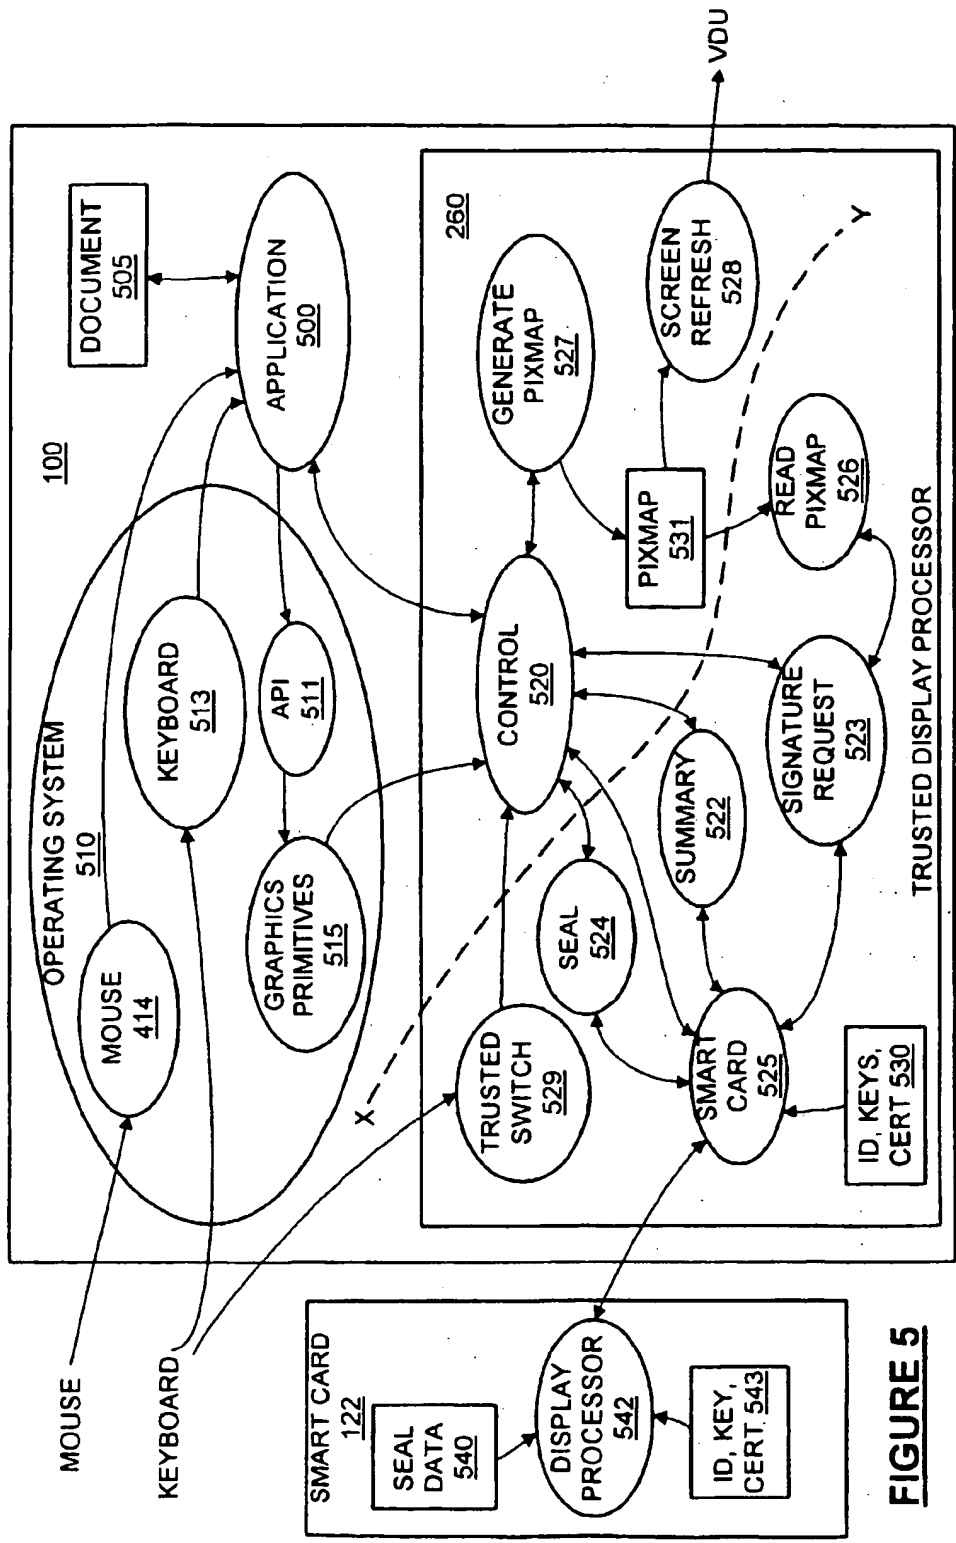 MOUSE
KEYBOARD
100
OPERATING SYSTEM
510
MOUSE
414
KEYBOARD
513
API
511
GRAPHICS
PRIMITIVES
515
DOCUMENT
505
APPLICATION
500
X
260
TRUSTED
SWITCH
529
CONTROL
520
GENERATE
PIXMAP
527
SEAL
524
PIXMAP
531
SCREEN
REFRESH
528
VDU
SUMMARY
522
SMART
CARD
525
SIGNATURE
REQUEST
523
READ
PIXMAP
526
Y
ID, KEYS,
CERT 530
TRUSTED DISPLAY PROCESSOR
SMART CARD
122
SEAL
DATA
540
DISPLAY
PROCESSOR
542
ID, KEY,
CERT. 543
FIGURE 5